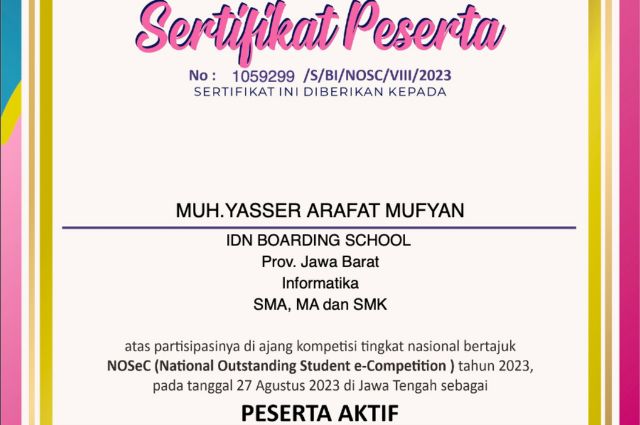 Sertifikat Peserta
No : 1059299 /S/BI/NOSC/VIII/2023
SERTIFIKAT INI DIBERIKAN KEPADA
MUH.YASSER ARAFAT MUFYAN
IDN BOARDING SCHOOL
Prov. Jawa Barat
Informatika
SMA, MA dan SMK
atas partisipasinya di ajang kompetisi tingkat nasional bertajuk
NOSeC (National Outstanding Student e-Competition ) tahun 2023,
pada tanggal 27 Agustus 2023 di Jawa Tengah sebagai
PESERTA AKTIF